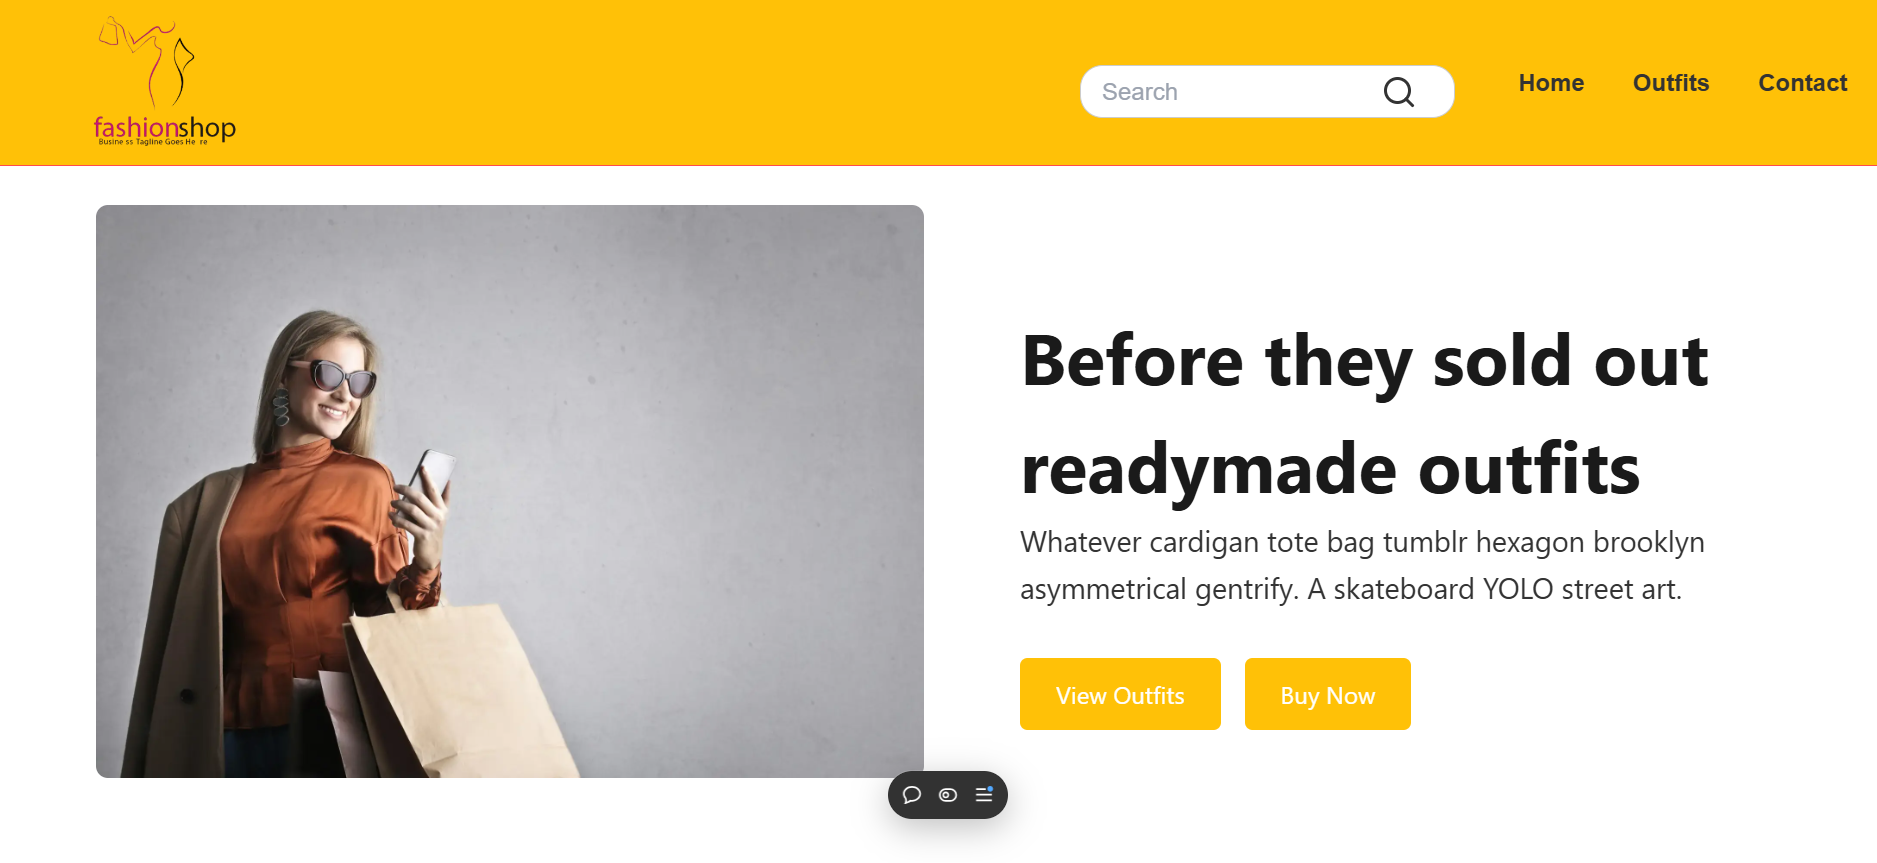 fashionshop
Busine ss Tagline Goes He re
Search
Home
Outfits
Contact
Before they sold out
readymade outfits
Whatever cardigan tote bag tumblr hexagon brooklyn
asymmetrical gentrify. A skateboard YOLO street art.
View Outfits
Buy Now